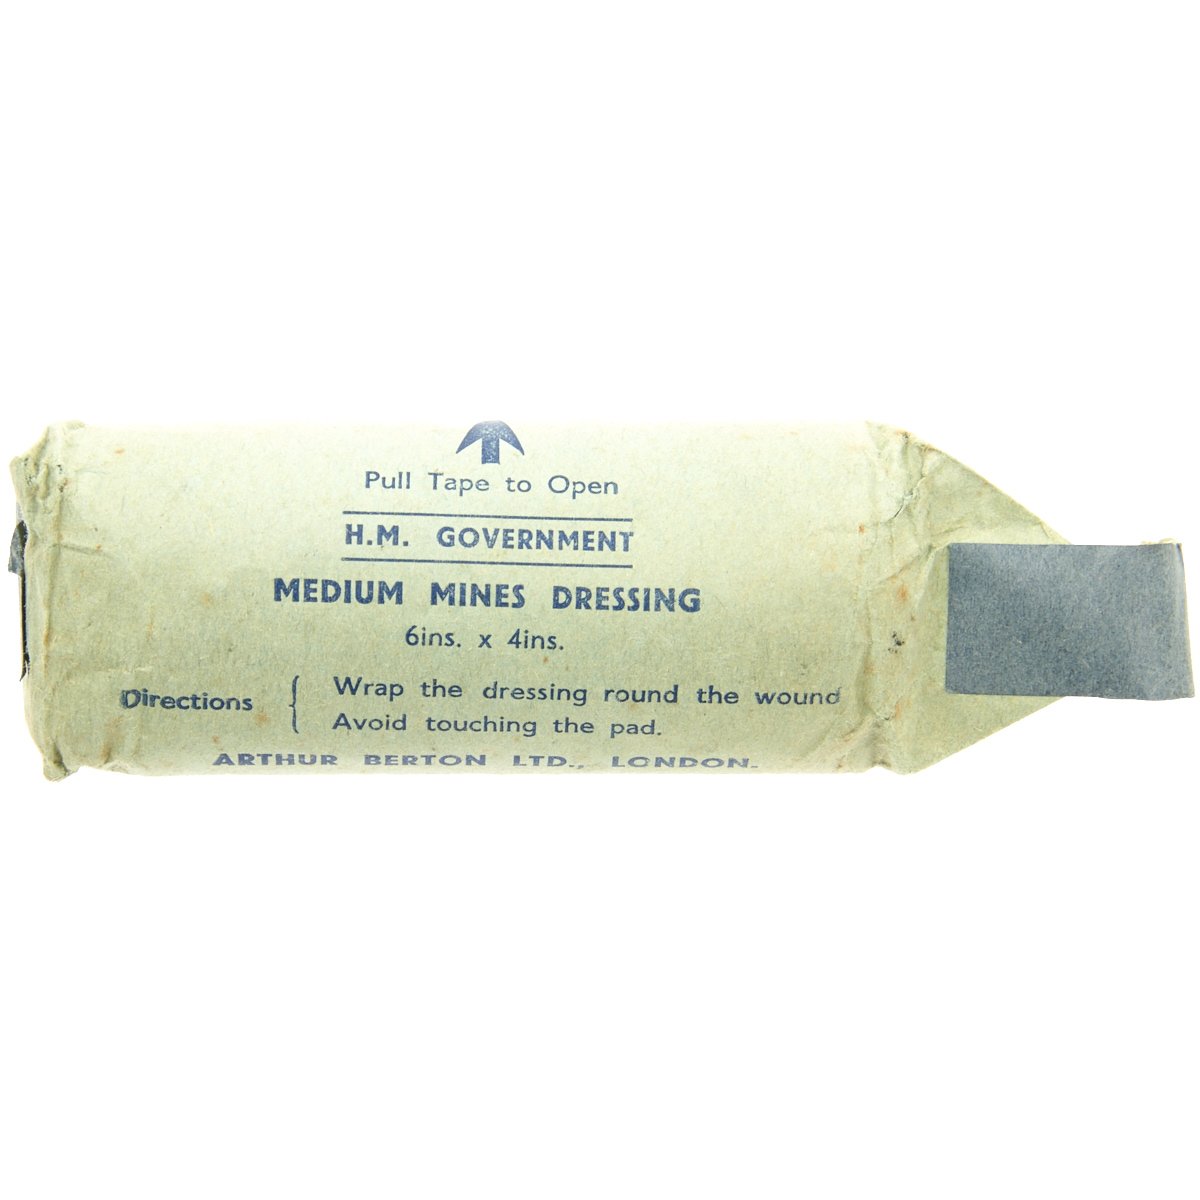 Pull Tape to Open
H.M. GOVERNMENT
MEDIUM MINES DRESSING
6ins. x 4ins.
Directions { Wrap the dressing round the wound
Avoid touching the pad.
ARTHUR BERTON LTD., LONDON.